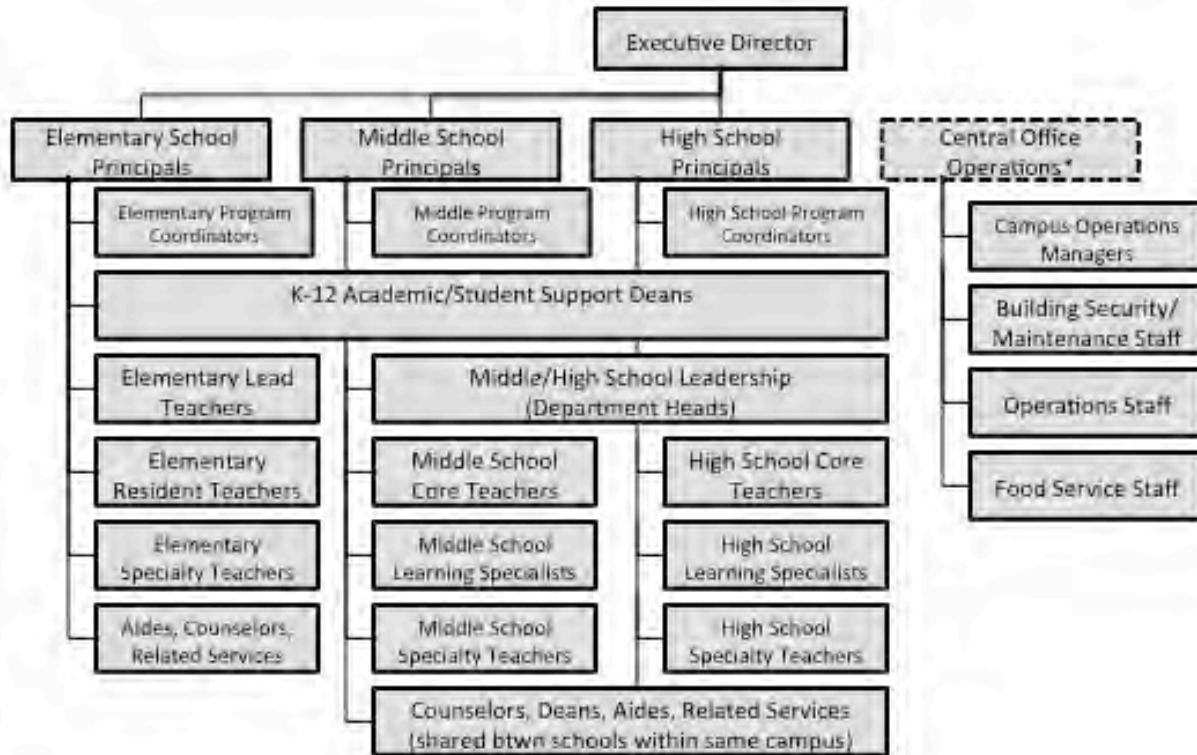 Executive Director
Elementary School
Principals
Middle School
Principals
High School
Principals
Central Office
Operations*
Elementary Program
Coordinators
Middle Program
Coordinators
High School Program
Coordinators
Campus Operations
Managers
K-12 Academic/Student Support Deans
Building Security/
Maintenance Staff
Elementary Lead
Teachers
Middle/High School Leadership
(Department Heads)
Operations Staff
Elementary
Resident Teachers
Middle School
Core Teachers
High School Core
Teachers
Food Service Staff
Elementary
Specialty Teachers
Middle School
Learning Specialists
High School
Learning Specialists
Aides, Counselors,
Related Services
Middle School
Specialty Teachers
High School
Specialty Teachers
Counselors, Deans, Aides, Related Services
(shared btwn schools within same campus)